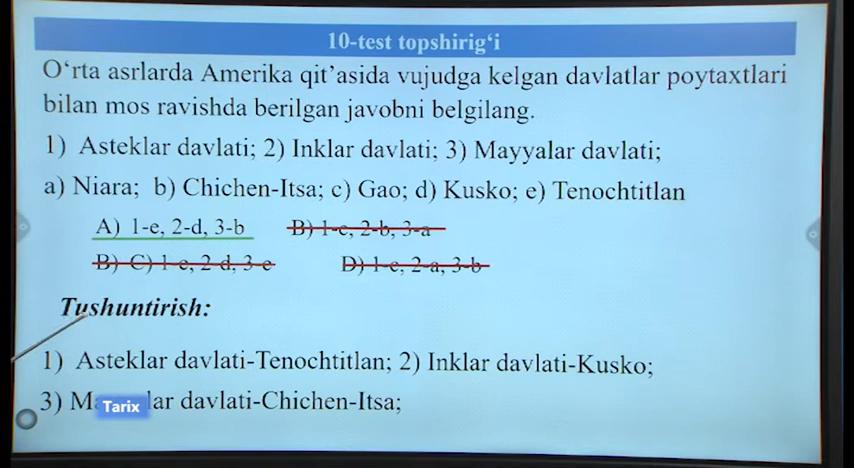 10-test topshirig‘i
O‘rta asrlarda Amerika qit’asida vujudga kelgan davlatlar poytaxtlari
bilan mos ravishda berilgan javobni belgilang.
1) Asteklar davlati; 2) Inklar davlati; 3) Mayyalar davlati;
a) Niara; b) Chichen-Itsa; c) Gao; d) Kusko; e) Tenochtitlan
A) 1-e, 2-d, 3-b B) 1-c, 2-b, 3-a
B) C) 1-e, 2-d, 3-c D) 1-c, 2-a, 3-b
Tushuntirish:
1) Asteklar davlati-Tenochtitlan; 2) Inklar davlati-Kusko;
3) lar davlati-Chichen-Itsa;
Tarix